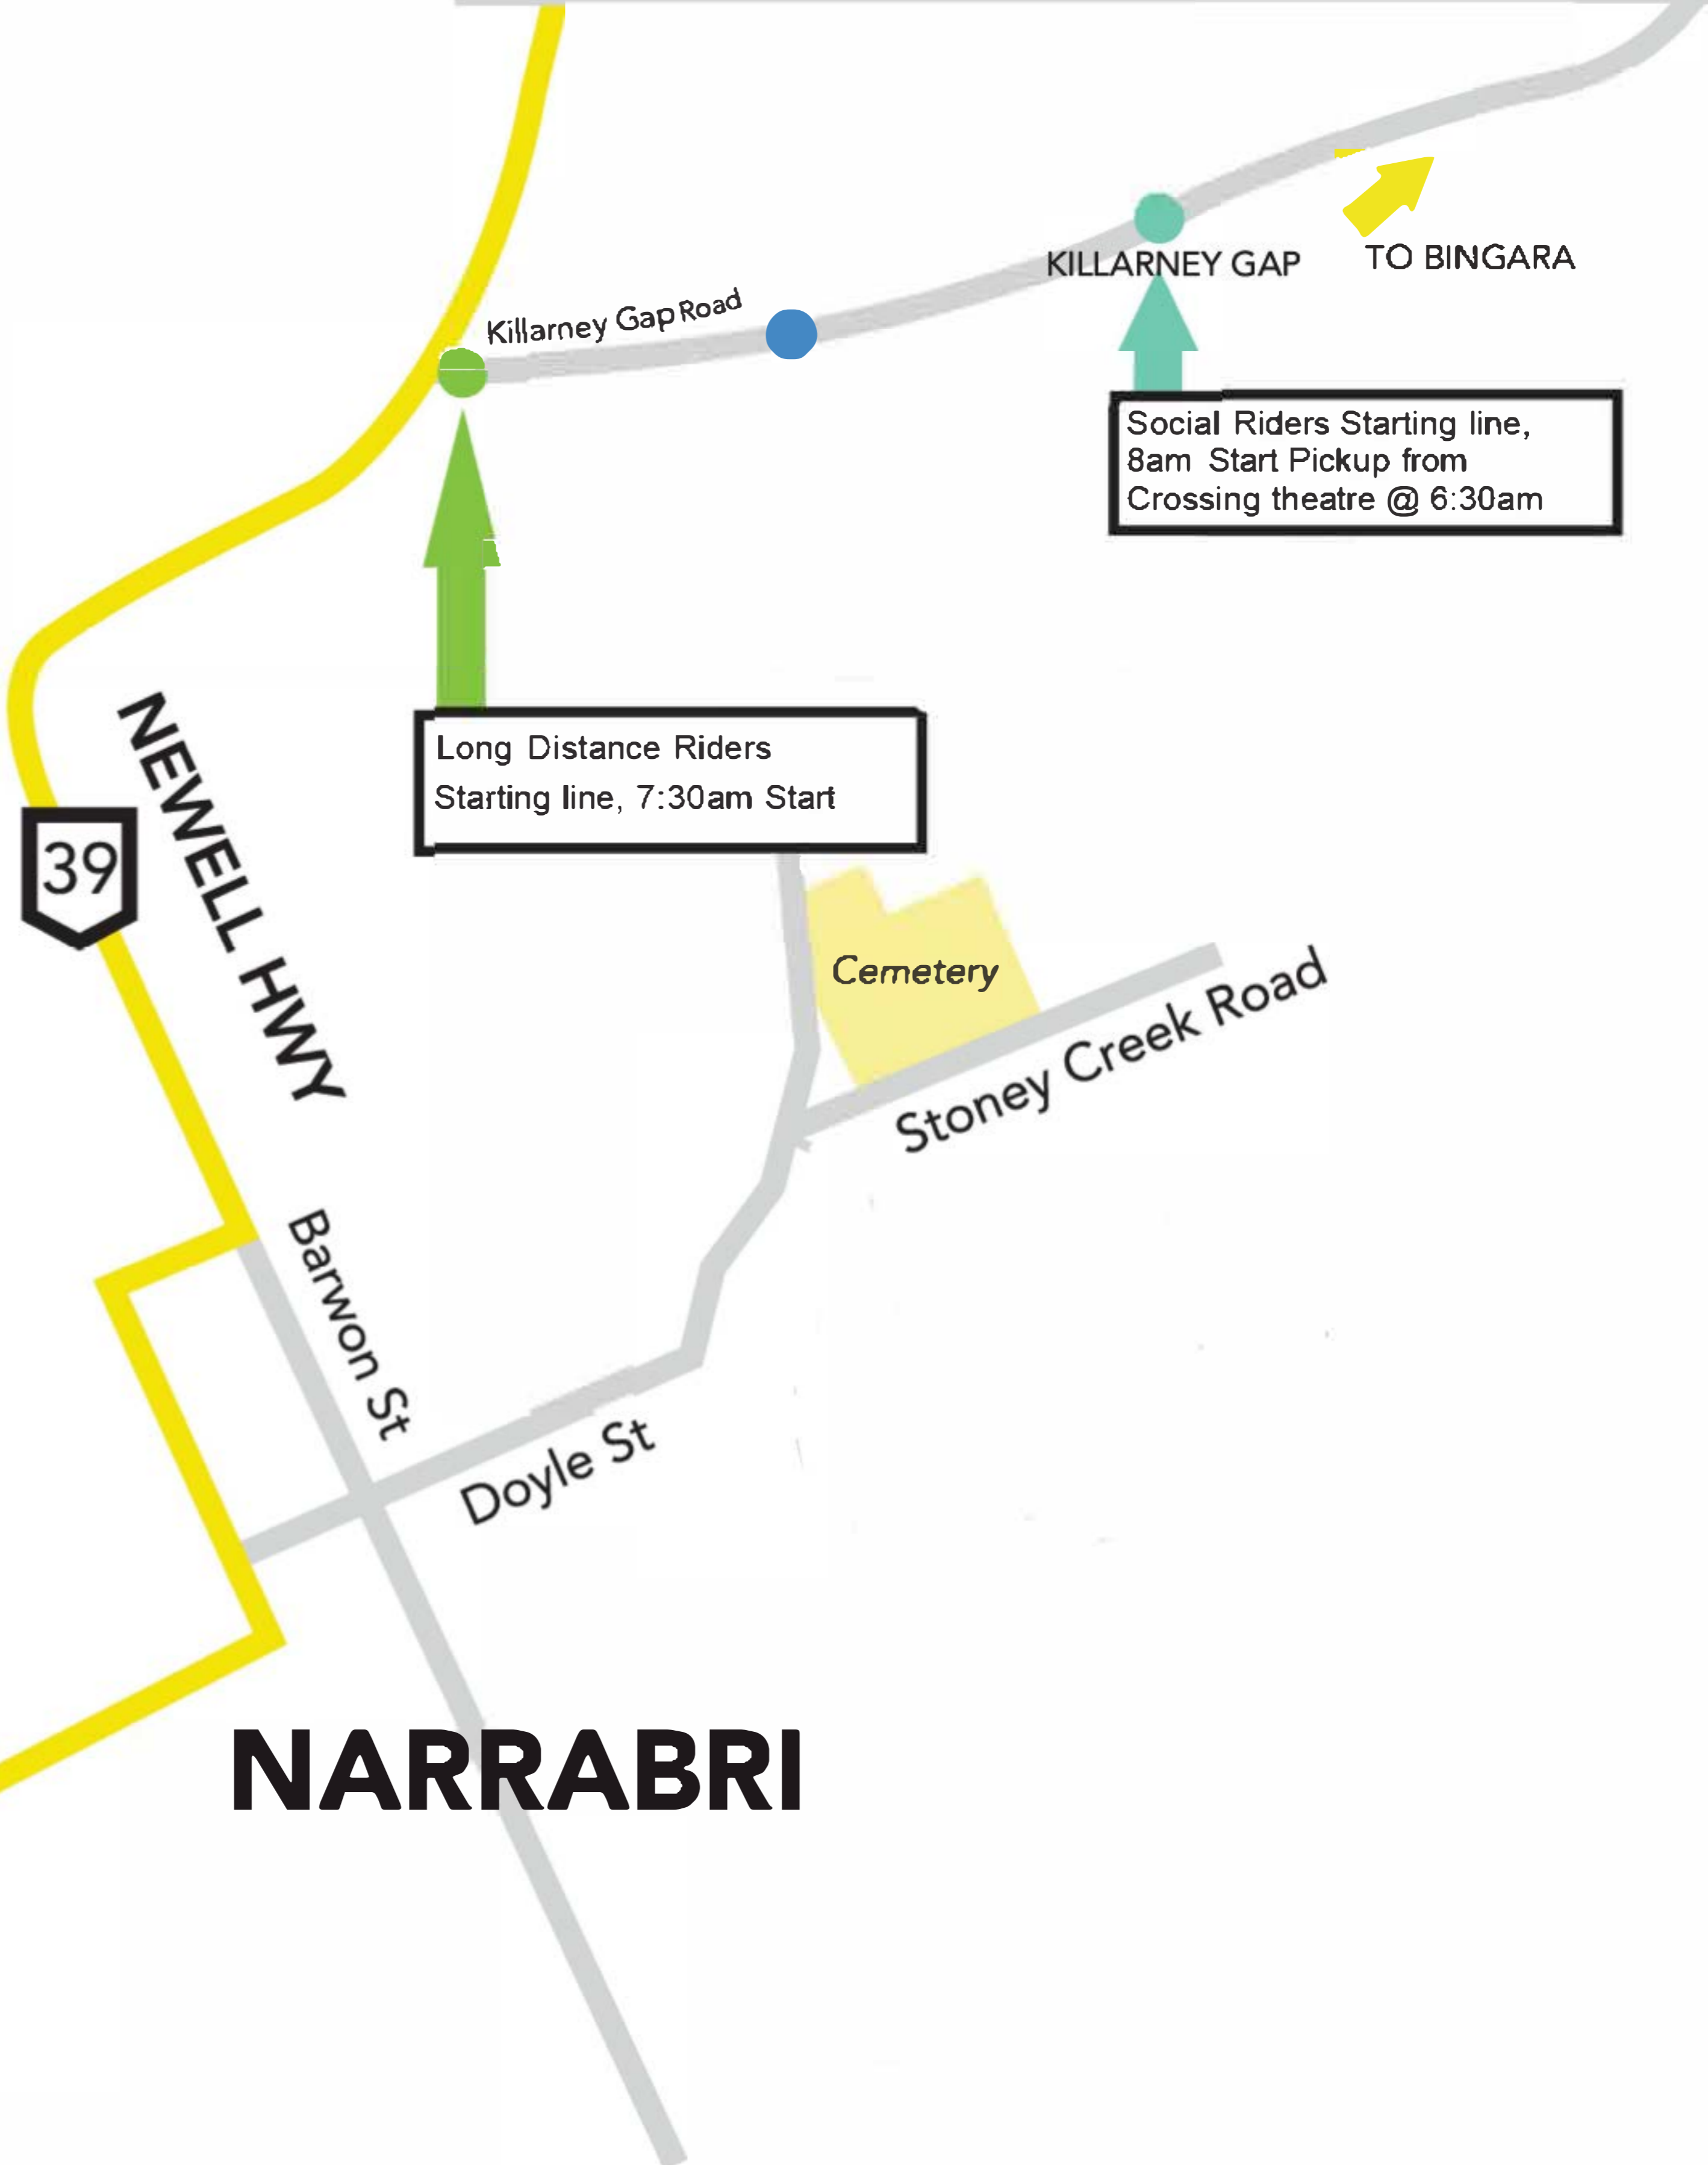 Killarney Gap Road
KILLARNEY GAP
TO BINGARA
Social Riders Starting line,
8am Start Pickup from
Crossing theatre @ 6:30am
NEWELL HWY
Long Distance Riders
Starting line, 7:30am Start
39
Cemetery
Stoney Creek Road
Barwon St
Doyle St
NARRABRI